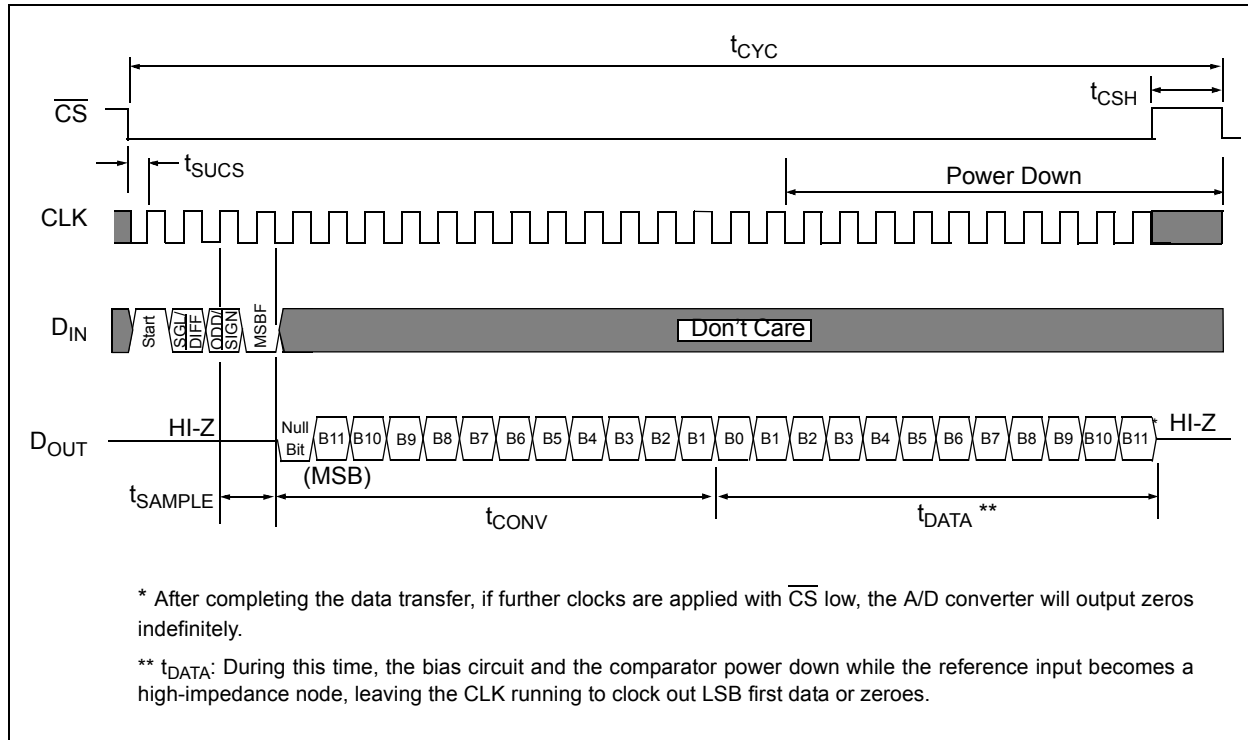 tCYC
tCSH
CS
tSUCS
Power Down
CLK
DIN
Start
SGL/
DIFF
ODD/
SIGN
MSBF
Don't Care
HI-Z
DOUT
Null
Bit
B11 B10 B9 B8 B7 B6 B5 B4 B3 B2 B1 B0 B1 B2 B3 B4 B5 B6 B7 B8 B9 B10 B11
* HI-Z
(MSB)
tSAMPLE
tCONV
tDATA **
* After completing the data transfer, if further clocks are applied with CS low, the A/D converter will output zeros
indefinitely.
** tDATA: During this time, the bias circuit and the comparator power down while the reference input becomes a
high-impedance node, leaving the CLK running to clock out LSB first data or zeroes.